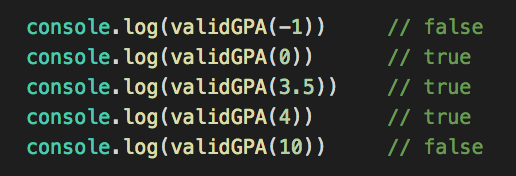 console.log(validGPA(-1))      // false
console.log(validGPA(0))       // true
console.log(validGPA(3.5))     // true
console.log(validGPA(4))       // true
console.log(validGPA(10))      // false